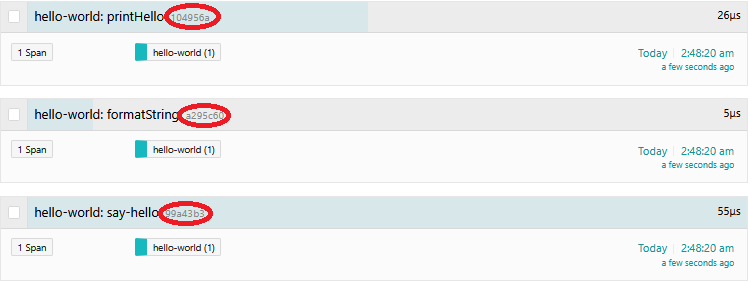 hello-world: printHello 104956a 26μs
1 Span hello-world (1) Today 2:48:20 am
a few seconds ago
hello-world: formatString a295c60 5μs
1 Span hello-world (1) Today 2:48:20 am
a few seconds ago
hello-world: say-hello 99a43b3 55μs
1 Span hello-world (1) Today 2:48:20 am
a few seconds ago